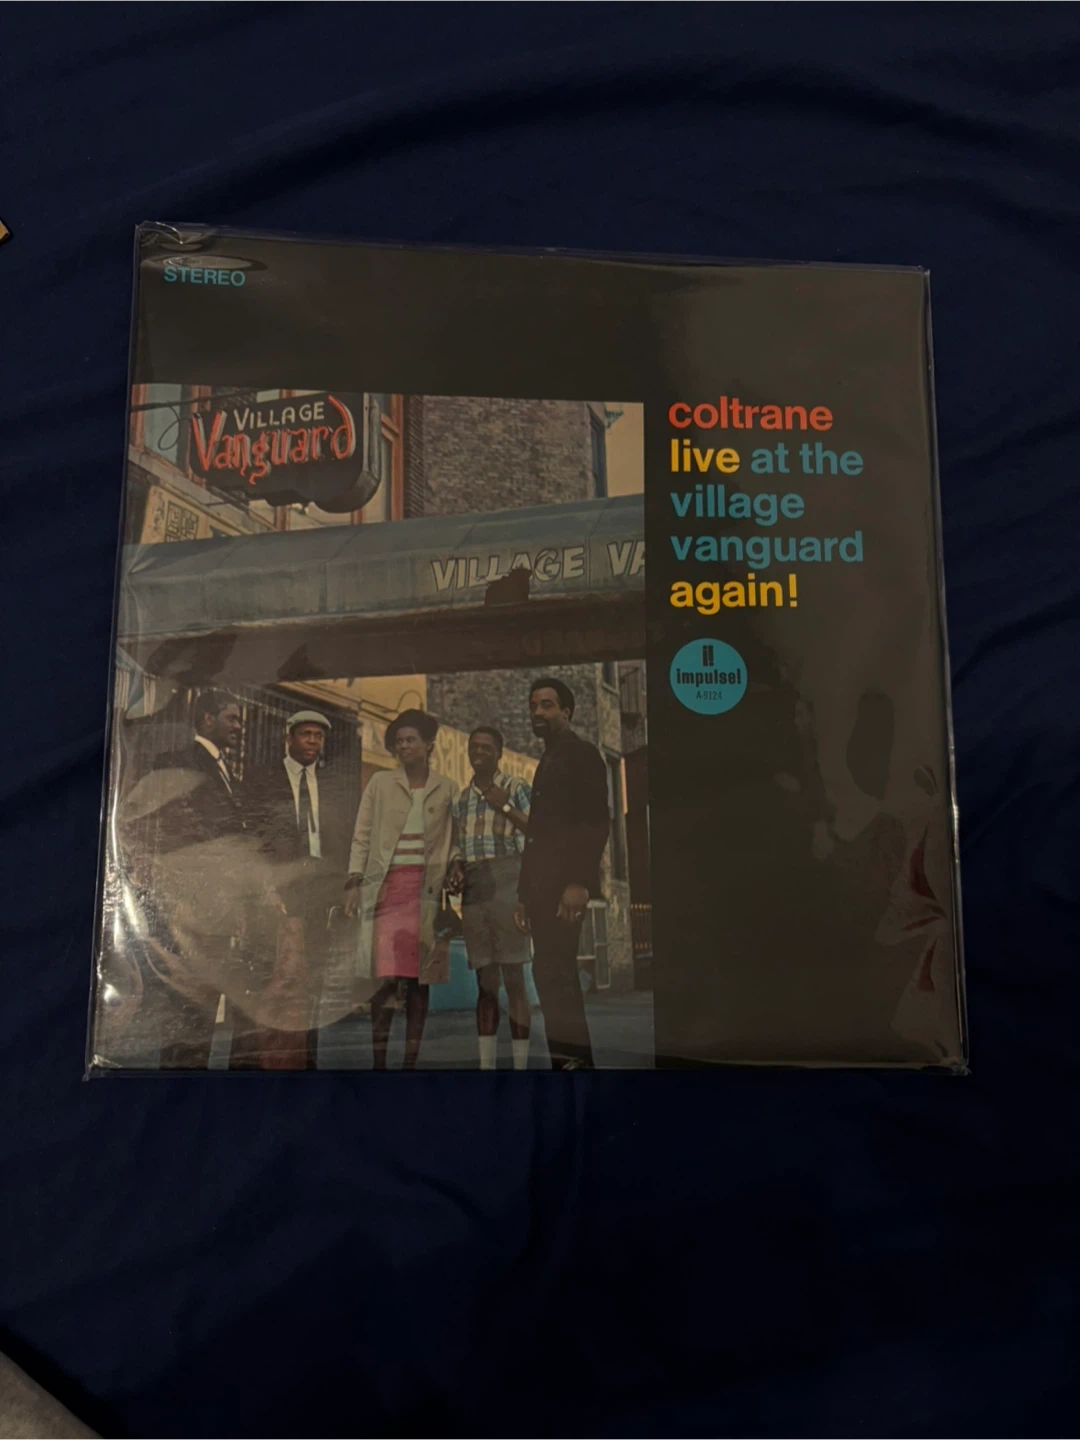 STEREO
VILLAGE
Vanguard
VILLAGE VA
coltrane
live at the
village
vanguard
again!
impulse!
A-9124